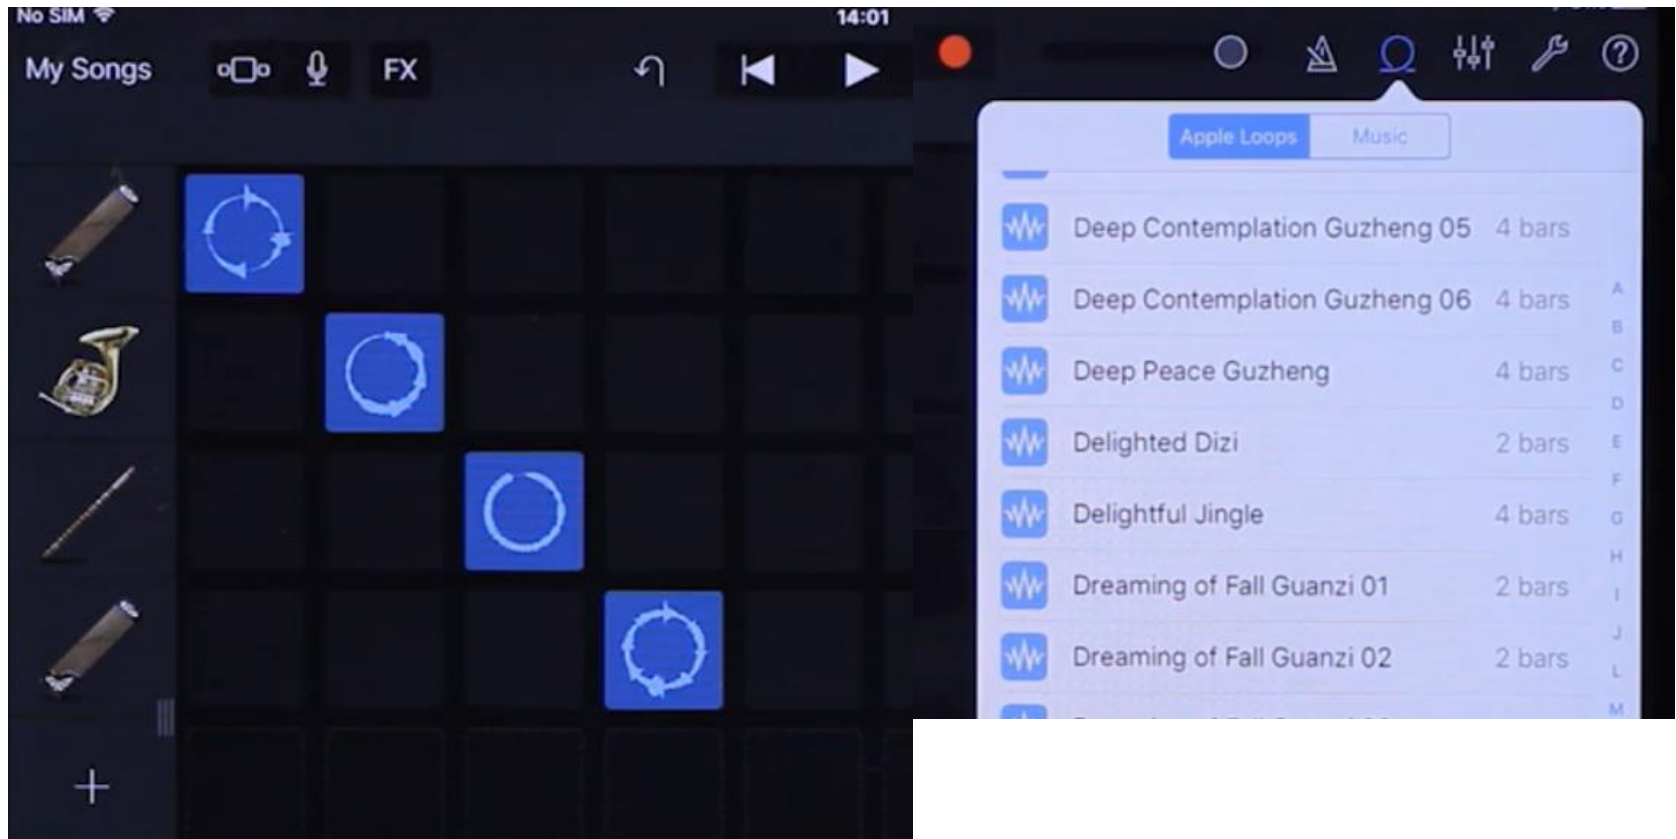 No SIM
14:01
My Songs
FX
Apple Loops
Music
Deep Contemplation Guzheng 05 4 bars
Deep Contemplation Guzheng 06 4 bars
Deep Peace Guzheng 4 bars
Delighted Dizi 2 bars
Delightful Jingle 4 bars
Dreaming of Fall Guanzi 01 2 bars
Dreaming of Fall Guanzi 02 2 bars
A
B
C
D
E
F
G
H
I
J
L
M